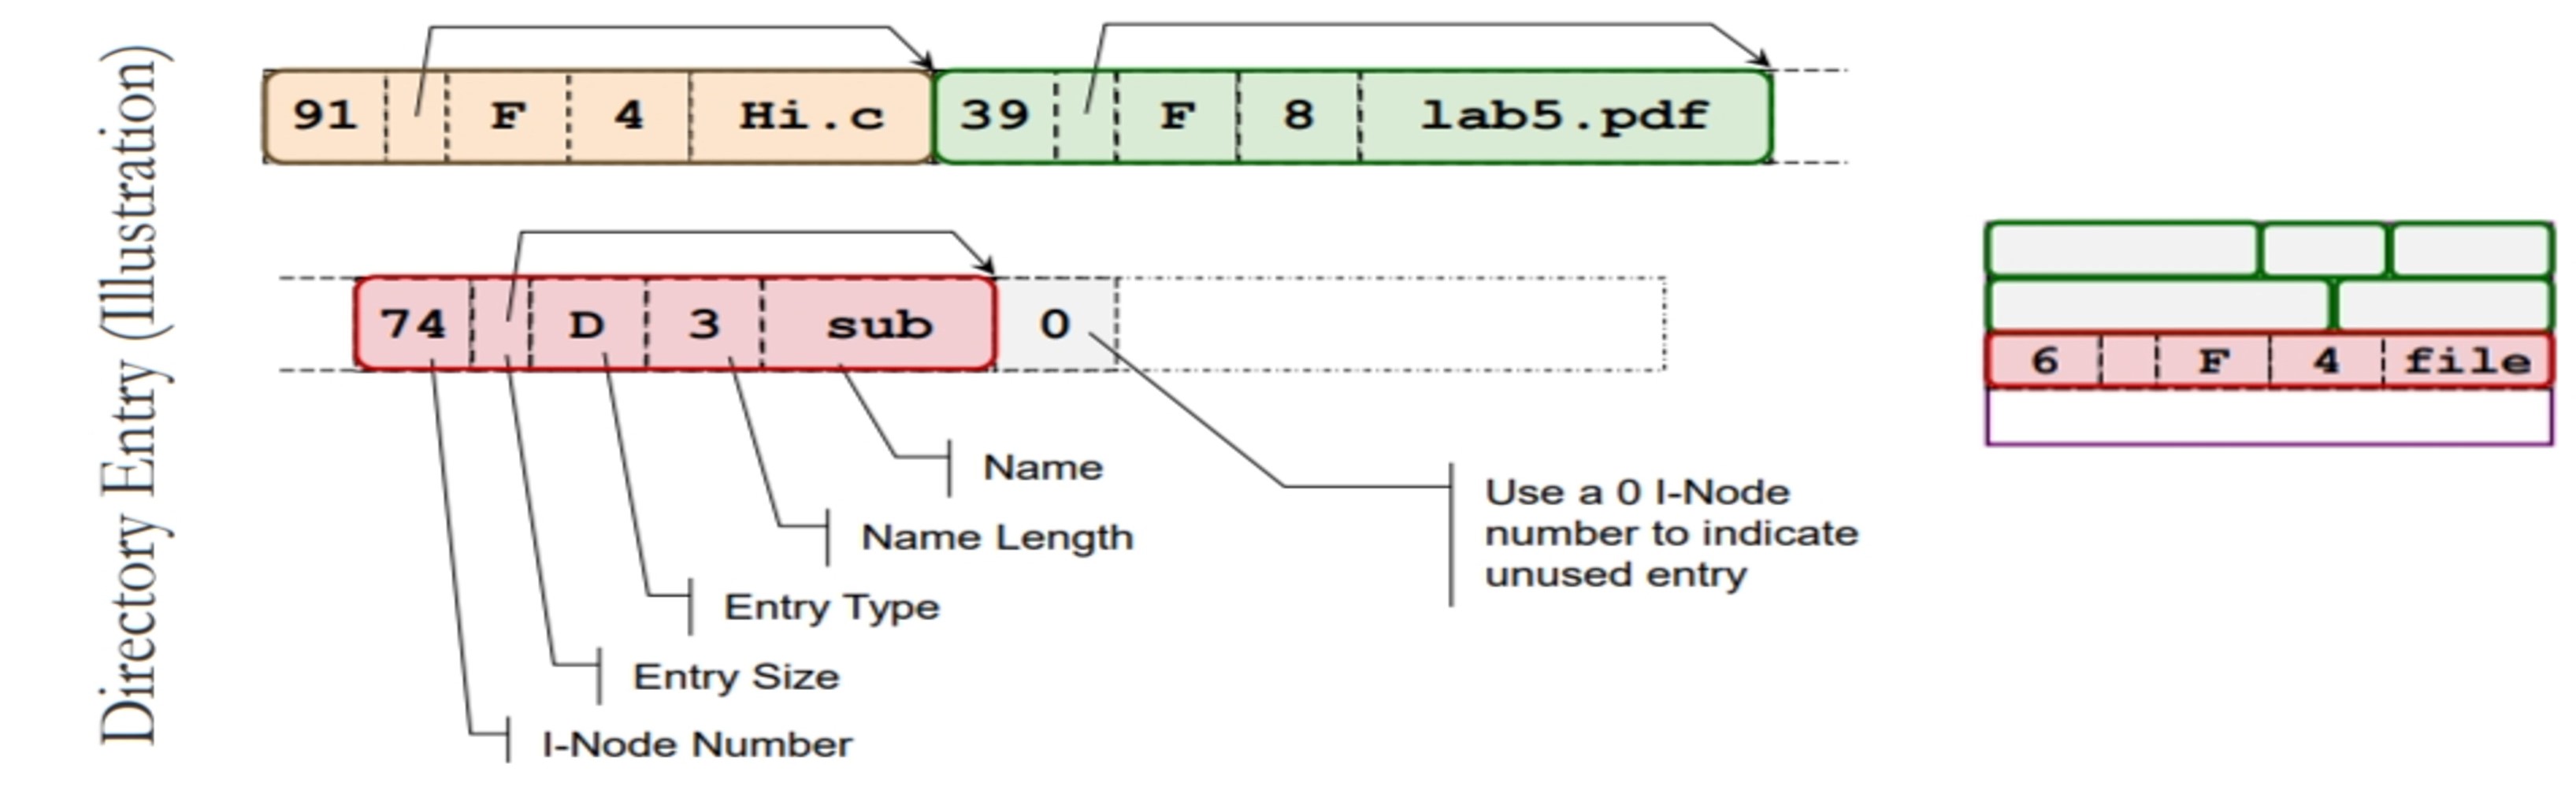 Directory Entry (Illustration)
91 F 4 Hi.c 39 F 8 lab5.pdf
74 D 3 sub 0
6 F 4 file
Name
Name Length
Entry Type
Entry Size
I-Node Number
Use a 0 I-Node
number to indicate
unused entry